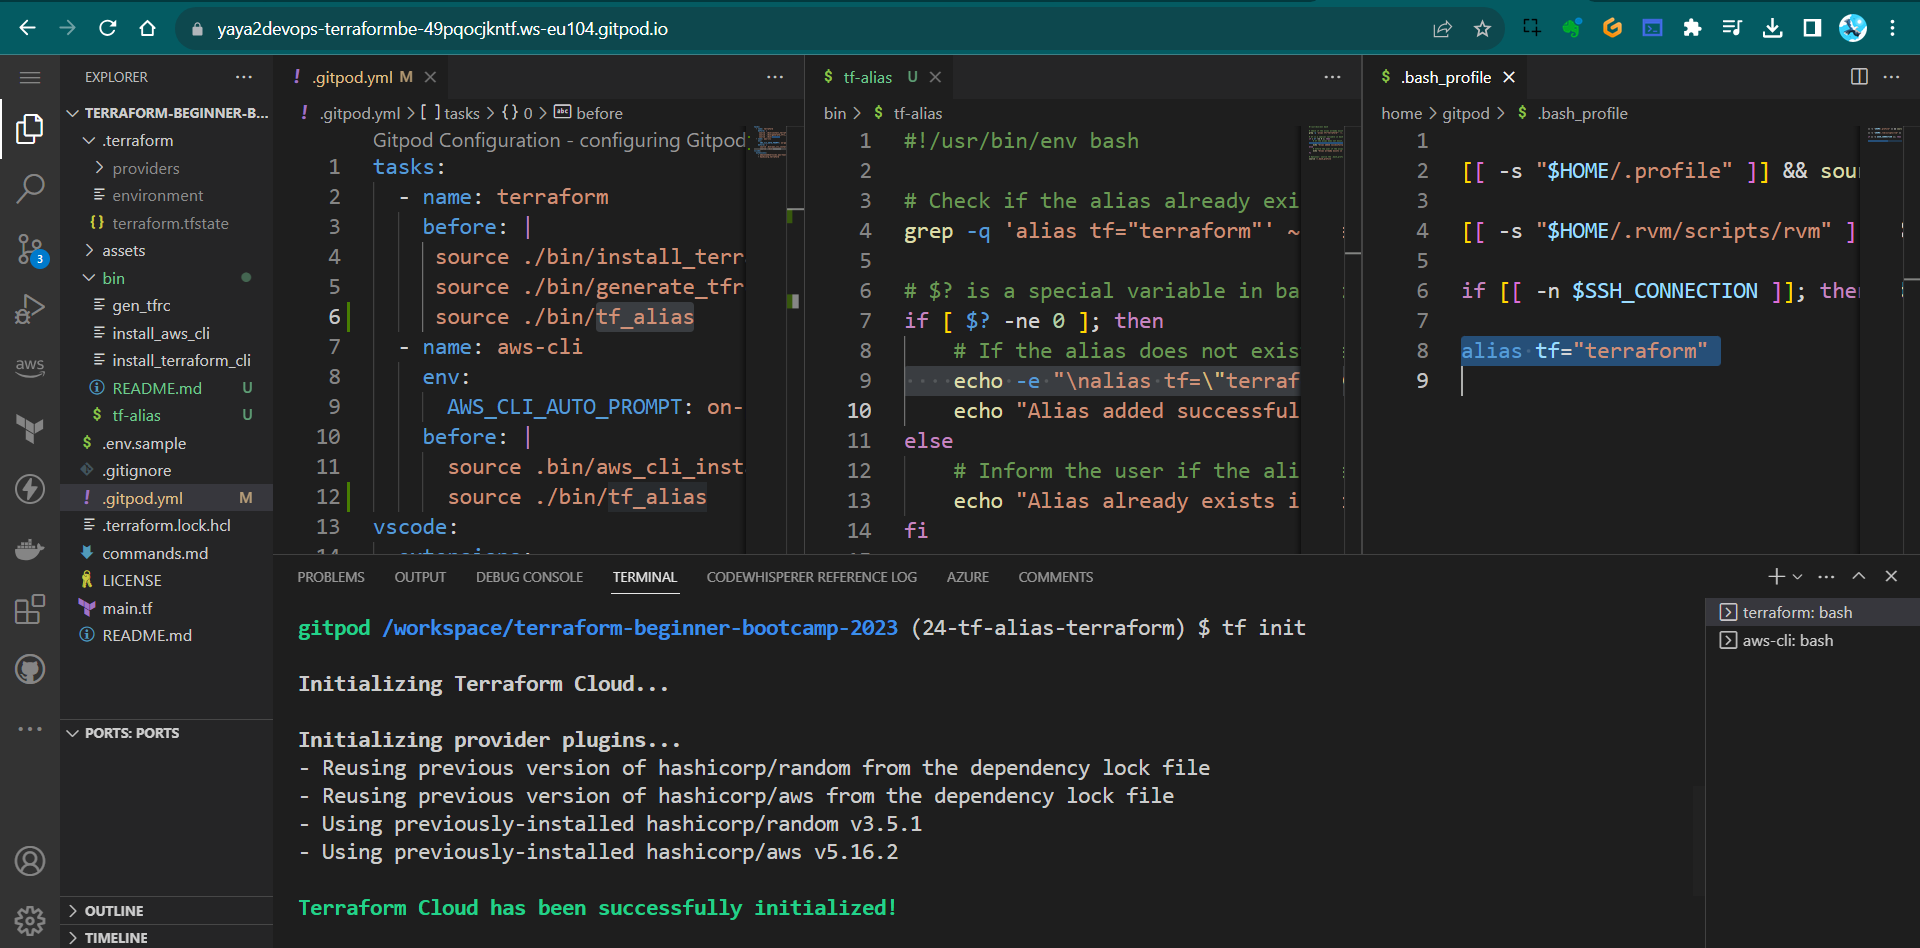 yaya2devops-terraformbe-49pqocjkntf.ws-eu104.gitpod.io
EXPLORER
TERRAFORM-BEGINNER-B...
.terraform
providers
environment
terraform.tfstate
assets
bin
gen_tfrc
install_aws_cli
install_terraform_cli
README.md U
tf-alias U
.env.sample
.gitignore
.gitpod.yml M
.terraform.lock.hcl
commands.md
LICENSE
main.tf
README.md
PORTS: PORTS
OUTLINE
TIMELINE
3
aws
! .gitpod.yml M
! .gitpod.yml > [ ] tasks > {} 0 > abc before
Gitpod Configuration - configuring Gitpod
1 tasks:
2 - name: terraform
3 before: |
4 source ./bin/install_terr
5 source ./bin/generate_tfr
6 source ./bin/tf_alias
7 - name: aws-cli
8 env:
9 AWS_CLI_AUTO_PROMPT: on-
10 before: |
11 source .bin/aws_cli_inst
12 source ./bin/tf_alias
13 vscode:
14 extensions:
$ tf-alias U
bin > $ tf-alias
1 #!/usr/bin/env bash
2
3 # Check if the alias already exi
4 grep -q 'alias tf="terraform"' ~
5
6 # $? is a special variable in ba
7 if [ $? -ne 0 ]; then
8 # If the alias does not exis
9 echo -e "\nalias tf=\"terraf
10 echo "Alias added successful
11 else
12 # Inform the user if the ali
13 echo "Alias already exists i
14 fi
$ .bash_profile
home > gitpod > $ .bash_profile
1
2 [[ -s "$HOME/.profile" ]] && sou
3
4 [[ -s "$HOME/.rvm/scripts/rvm" ]
5
6 if [[ -n $SSH_CONNECTION ]]; the
7
8 alias tf="terraform"
9
PROBLEMS OUTPUT DEBUG CONSOLE TERMINAL CODEWHISPERER REFERENCE LOG AZURE COMMENTS
gitpod /workspace/terraform-beginner-bootcamp-2023 (24-tf-alias-terraform) $ tf init
Initializing Terraform Cloud...
Initializing provider plugins...
- Reusing previous version of hashicorp/random from the dependency lock file
- Reusing previous version of hashicorp/aws from the dependency lock file
- Using previously-installed hashicorp/random v3.5.1
- Using previously-installed hashicorp/aws v5.16.2
Terraform Cloud has been successfully initialized!
terraform: bash
aws-cli: bash